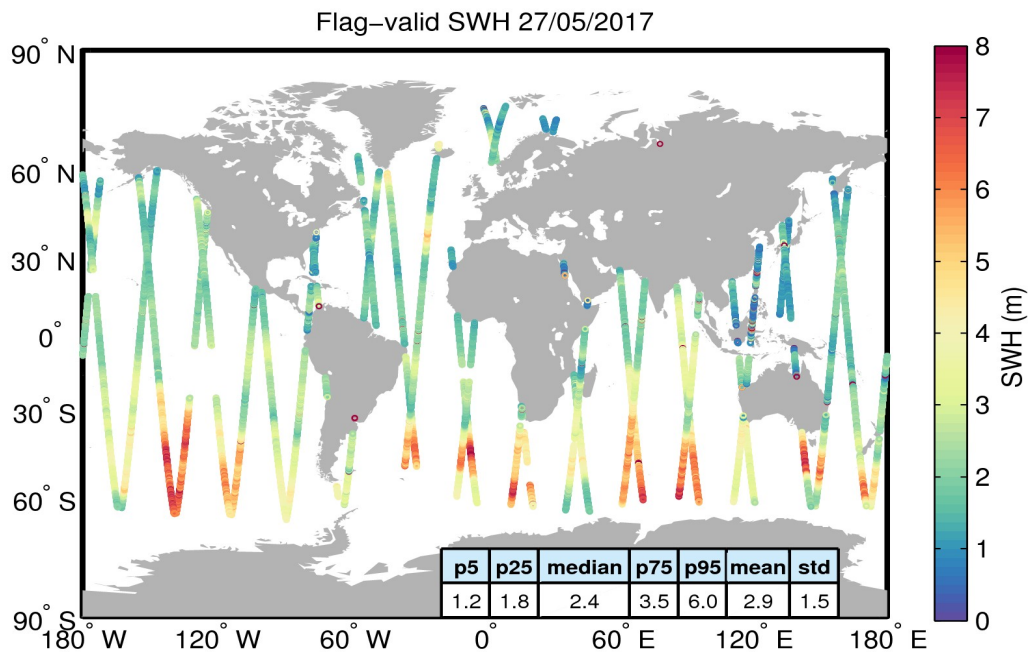 Flag−valid SWH 27/05/2017
90° N
60° N
30° N
0°
30° S
60° S
90° S
180° W
120° W
60° W
0°
60° E
120° E
180° E
p5 p25 median p75 p95 mean std
1.2 1.8 2.4 3.5 6.0 2.9 1.5
8
7
6
5
4
3
2
1
0
SWH (m)